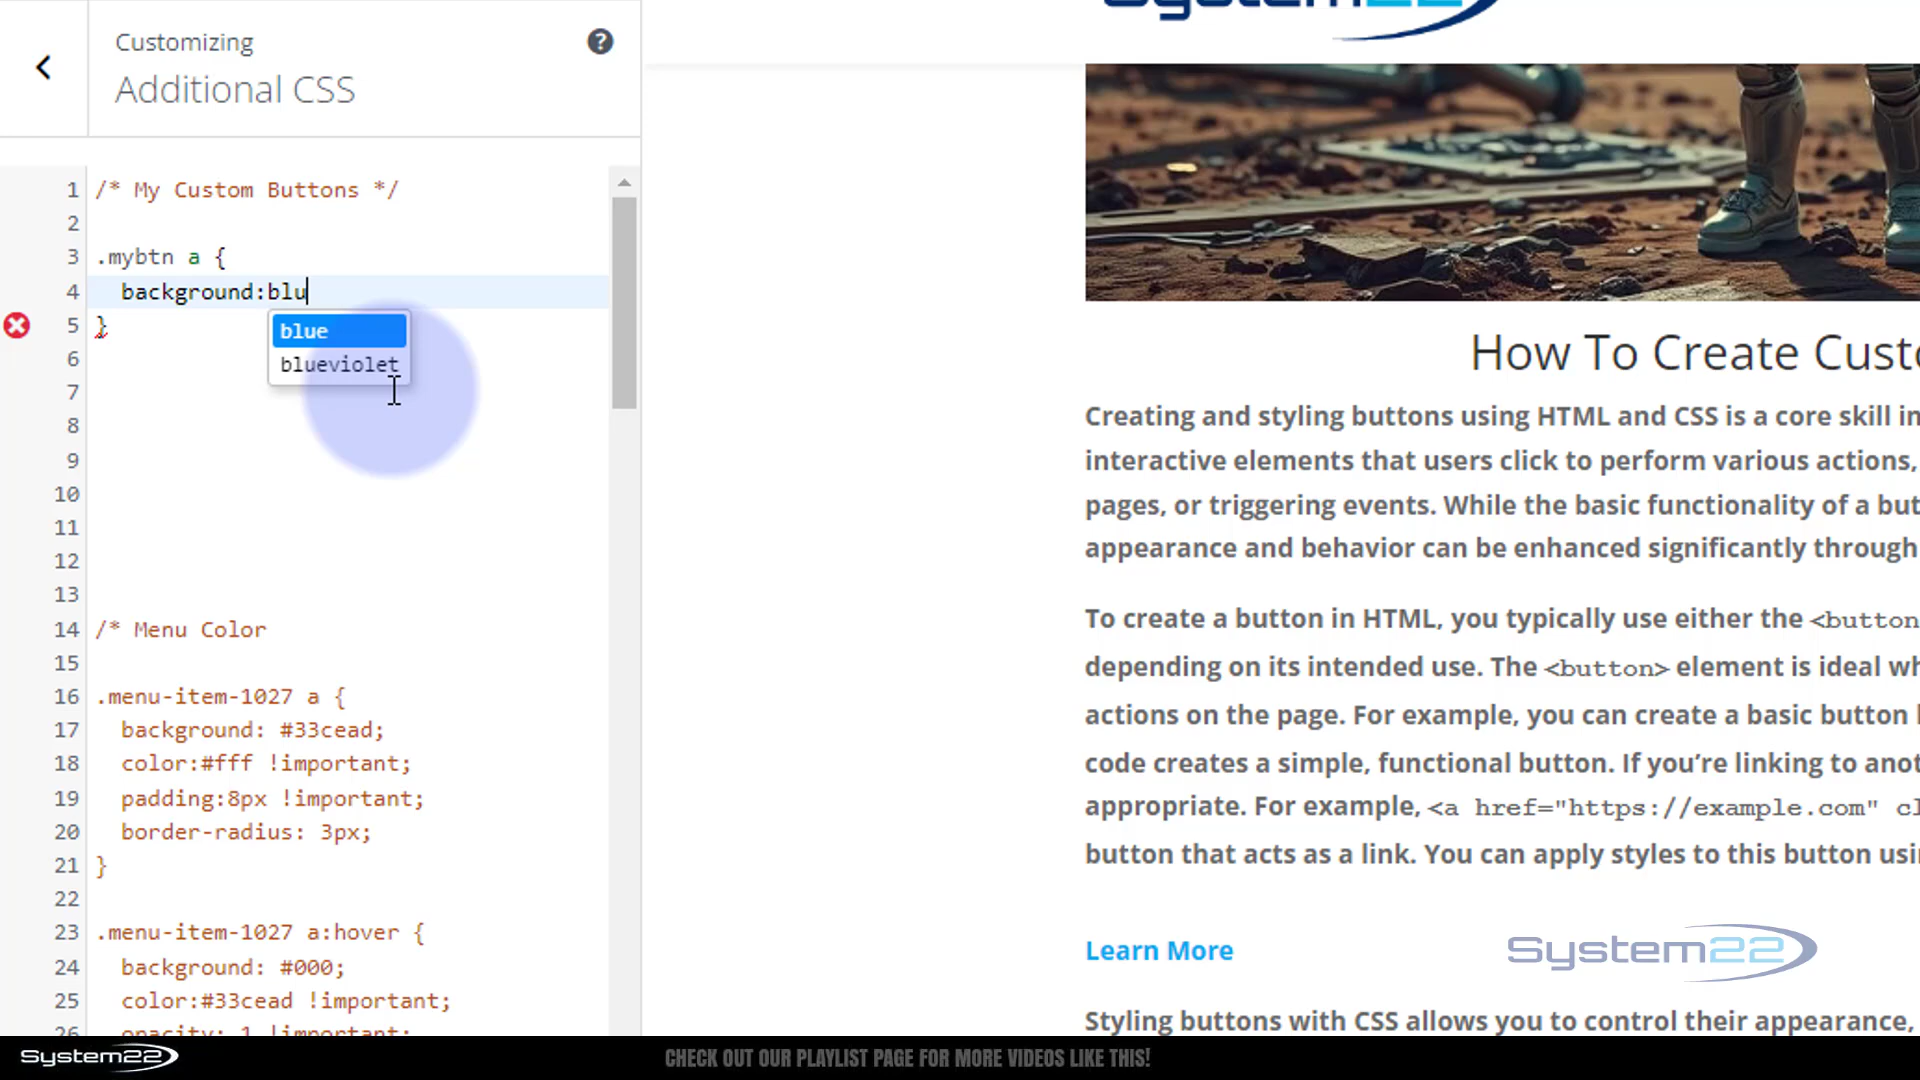 Customizing
Additional CSS
1 /* My Custom Buttons */
2
3 .mybtn a {
4 background:blu
5 }
blue
blueviolet
6
7
8
9
10
11
12
13
14 /* Menu Color
15
16 .menu-item-1027 a {
17 background: #33cead;
18 color:#fff !important;
19 padding:8px !important;
20 border-radius: 3px;
21 }
22
23 .menu-item-1027 a:hover {
24 background: #000;
25 color:#33cead !important;
26 opacity: 1 !important;
System22
How To Create Custo
Creating and styling buttons using HTML and CSS is a core skill in
interactive elements that users click to perform various actions,
pages, or triggering events. While the basic functionality of a but
appearance and behavior can be enhanced significantly through
To create a button in HTML, you typically use either the <button
depending on its intended use. The <button> element is ideal wh
actions on the page. For example, you can create a basic button
code creates a simple, functional button. If you’re linking to anot
appropriate. For example, <a href="https://example.com" cl
button that acts as a link. You can apply styles to this button usin
Learn More
System22
Styling buttons with CSS allows you to control their appearance,
System22
CHECK OUT OUR PLAYLIST PAGE FOR MORE VIDEOS LIKE THIS!